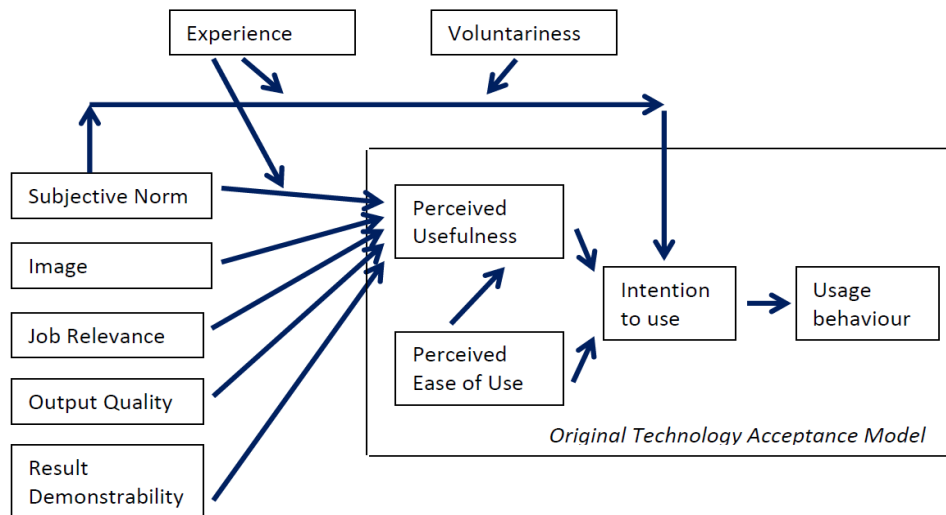 Experience
Voluntariness
Subjective Norm
Perceived
Usefulness
Image
Intention
to use
Usage
behaviour
Job Relevance
Perceived
Ease of Use
Output Quality
Original Technology Acceptance Model
Result
Demonstrability